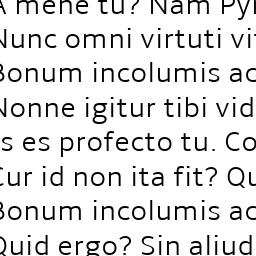 A mene tu? Nam Pyr
Nunc omni virtuti vit
Bonum incolumis ac
Nonne igitur tibi vid
is es profecto tu. Co
Cur id non ita fit? Qu
Bonum incolumis ac
Quid ergo? Sin aliud